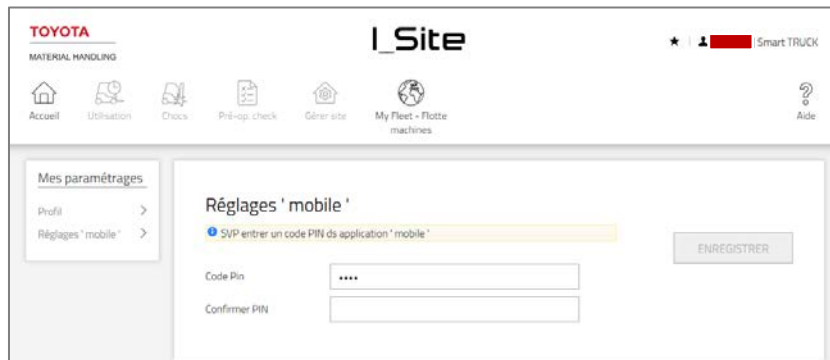 TOYOTA
MATERIAL HANDLING
I_Site
Smart TRUCK
Accueil
Utilisation
Chocs
Pré-op. check
Gérer site
My Fleet - Flotte
machines
Aide
Mes paramétrages
Profil
Réglages ' mobile '
Réglages ' mobile '
SVP entrer un code PIN ds application ' mobile '
ENREGISTRER
Code Pin
••••
Confirmer PIN